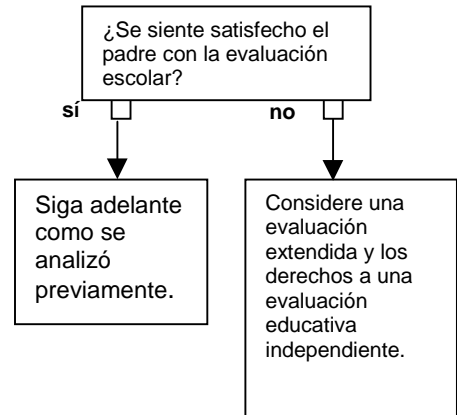 ¿Se siente satisfecho el
padre con la evaluación
escolar?
sí
no
Siga adelante
como se
analizó
previamente.
Considere una
evaluación
extendida y los
derechos a una
evaluación
educativa
independiente.